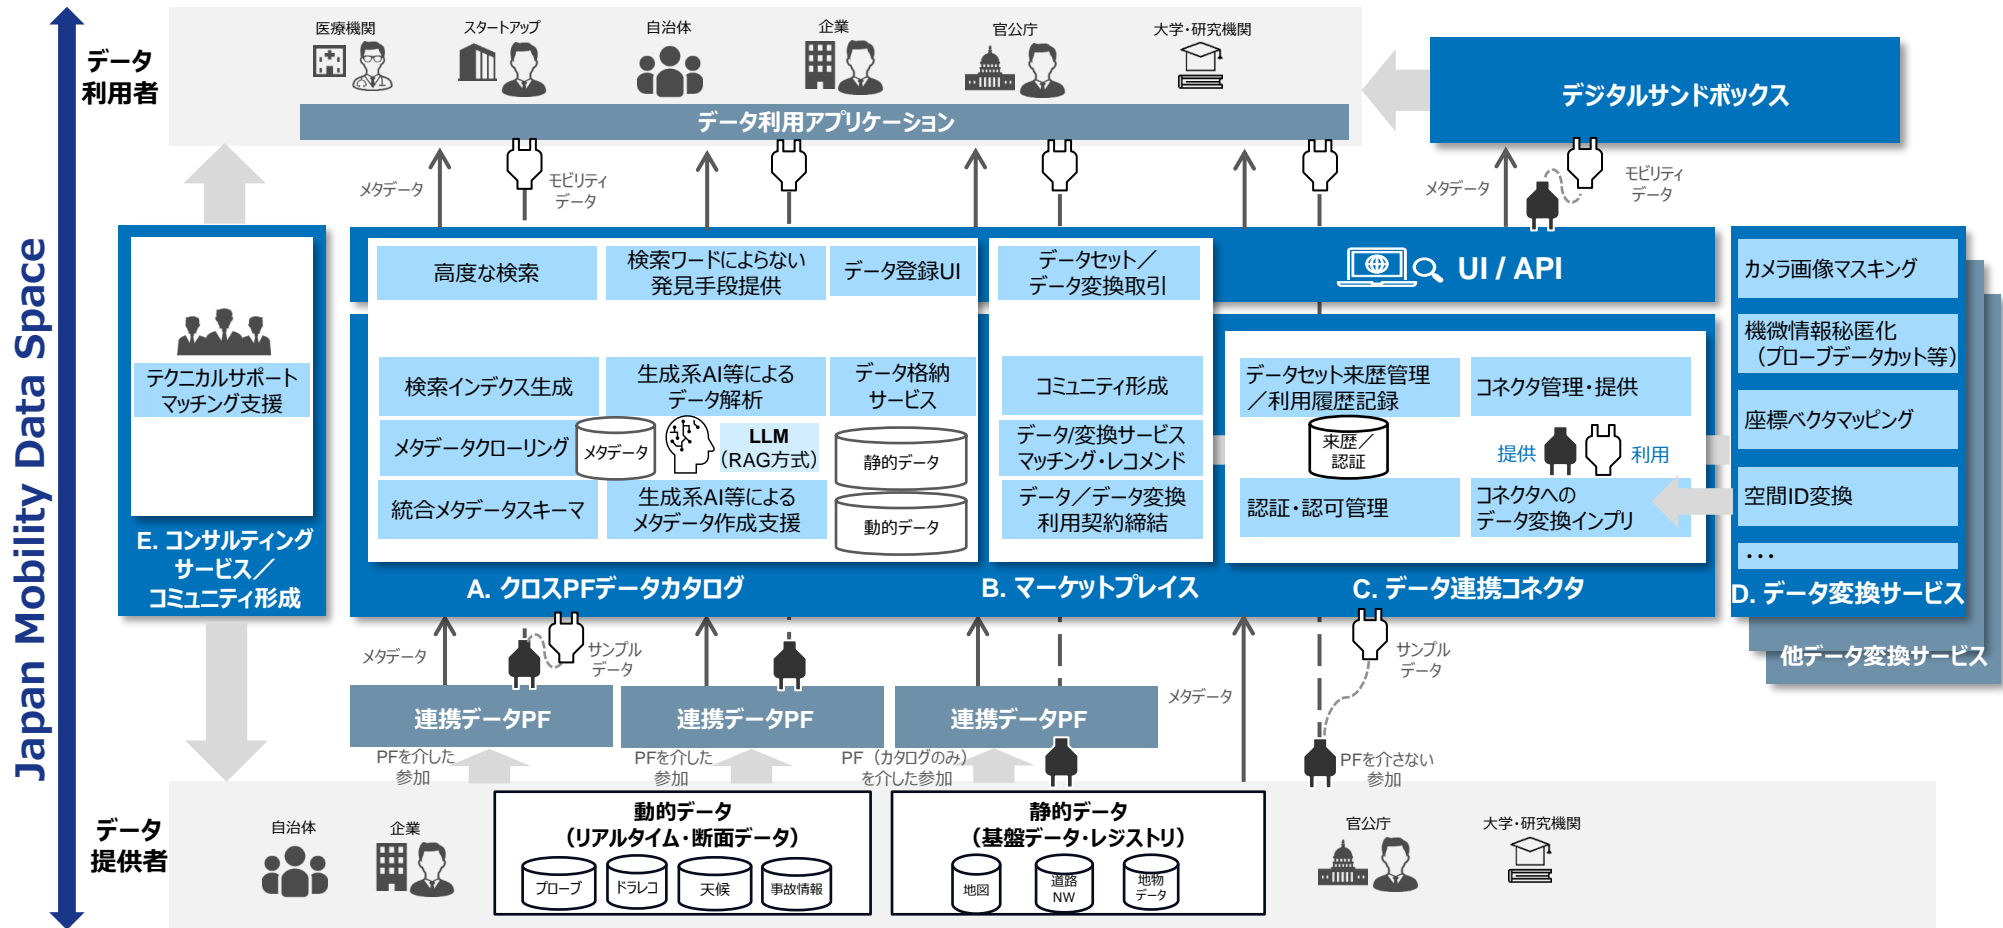 Japan Mobility Data Space
データ
利用者
医療機関
スタートアップ
自治体
企業
官公庁
大学・研究機関
データ利用アプリケーション
デジタルサンドボックス
メタデータ
モビリティ
データ
メタデータ
モビリティ
データ
高度な検索
検索ワードによらない
発見手段提供
データ登録UI
データセット／
データ変換取引
UI / API
テクニカルサポート
マッチング支援
E. コンサルティング
サービス／
コミュニティ形成
検索インデクス生成
生成系AI等による
データ解析
データ格納
サービス
メタデータクローリング
メタデータ
LLM
（RAG方式）
静的データ
統合メタデータスキーマ
生成系AI等による
メタデータ作成支援
動的データ
A. クロスPFデータカタログ
コミュニティ形成
データ/変換サービス
マッチング・レコメンド
データ／データ変換
利用契約締結
B. マーケットプレイス
データセット来歴管理
／利用履歴記録
コネクタ管理・提供
来歴／
認証
提供
利用
認証・認可管理
コネクタへの
データ変換インプリ
C. データ連携コネクタ
カメラ画像マスキング
機微情報秘匿化
（プローブデータカット等）
座標ベクタマッピング
空間ID変換
・・・
D. データ変換サービス
他データ変換サービス
メタデータ
サンプル
データ
サンプル
データ
メタデータ
連携データPF
連携データPF
連携データPF
PFを介した
参加
PFを介した
参加
PF（カタログのみ）
を介した参加
PFを介さない
参加
データ
提供者
自治体
企業
動的データ
（リアルタイム・断面データ）
プローブ
ドラレコ
天候
事故情報
静的データ
（基盤データ・レジストリ）
地図
道路
NW
地物
データ
官公庁
大学・研究機関